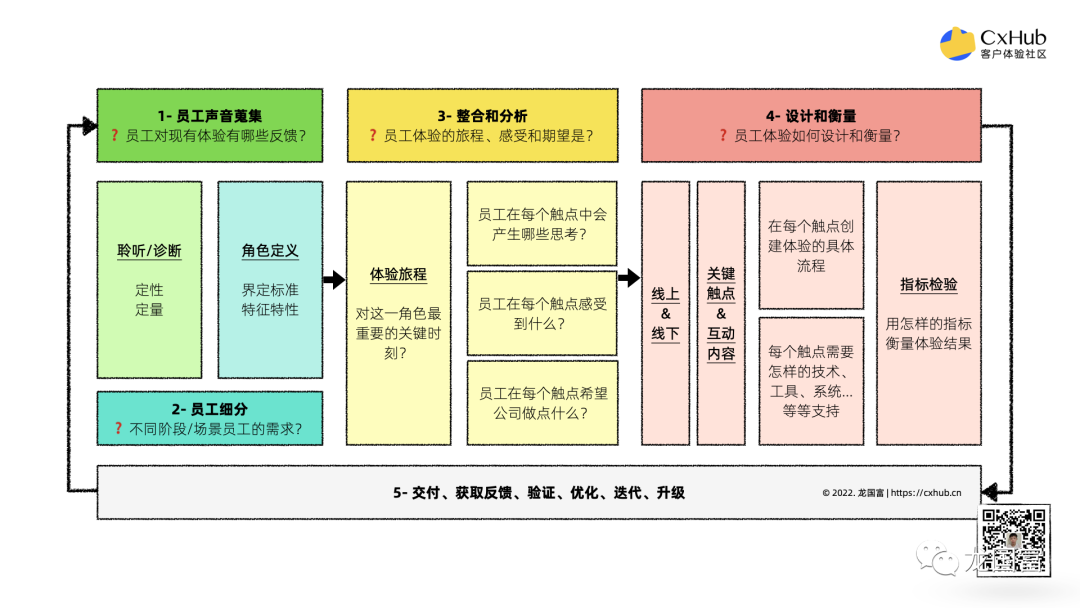 CxHub
客户体验社区
1- 员工声音蒐集
? 员工对现有体验有哪些反馈?
3- 整合和分析
? 员工体验的旅程、感受和期望是?
4- 设计和衡量
? 员工体验如何设计和衡量?
聆听/诊断
定性
定量
角色定义
界定标准
特征特性
2- 员工细分
? 不同阶段/场景员工的需求?
体验旅程
对这一角色最
重要的关键时
刻?
员工在每个触点中会
产生哪些思考?
员工在每个触点感受
到什么?
员工在每个触点希望
公司做点什么?
线上
&
线下
关键
触点
&
互动
内容
在每个触点创
建体验的具体
流程
每个触点需要
怎样的技术、
工具、系统...
等等支持
指标检验
用怎样的指标
衡量体验结果
5- 交付、获取反馈、验证、优化、迭代、升级
© 2022. 龙国富 | https://cxhub.cn
龙国富